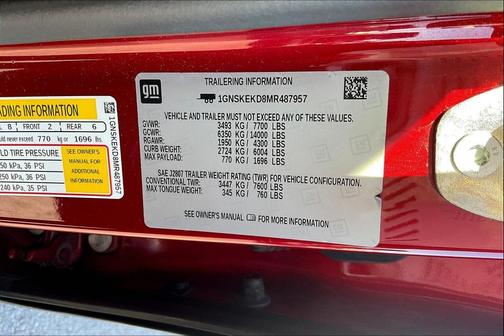 ADING INFORMATION
L 8 FRONT 2 REAR 6
ould never exceed 770 kg or 1696 lbs.
LD TIRE PRESSURE
50 kPa, 36 PSI
250 kPa, 36 PSI
240 kPa, 35 PSI
SEE OWNER'S
MANUAL FOR
ADDITIONAL
INFORMATION
1GNSKEKD8MR487957
gm
TRAILERING INFORMATION
1GNSKEKD8MR487957
VEHICLE AND TRAILER MUST NOT EXCEED ANY OF THESE VALUES:
GVWR: 3493 KG / 7700 LBS
GCWR: 6350 KG / 14000 LBS
RGAWR: 1950 KG / 4300 LBS
CURB WEIGHT: 2724 KG / 6004 LBS
MAX PAYLOAD: 770 KG / 1696 LBS
SAE J2807 TRAILER WEIGHT RATING (TWR) FOR VEHICLE CONFIGURATION.
CONVENTIONAL TWR: 3447 KG / 7600 LBS
MAX TONGUE WEIGHT: 345 KG / 760 LBS
SEE OWNER'S MANUAL FOR MORE INFORMATION